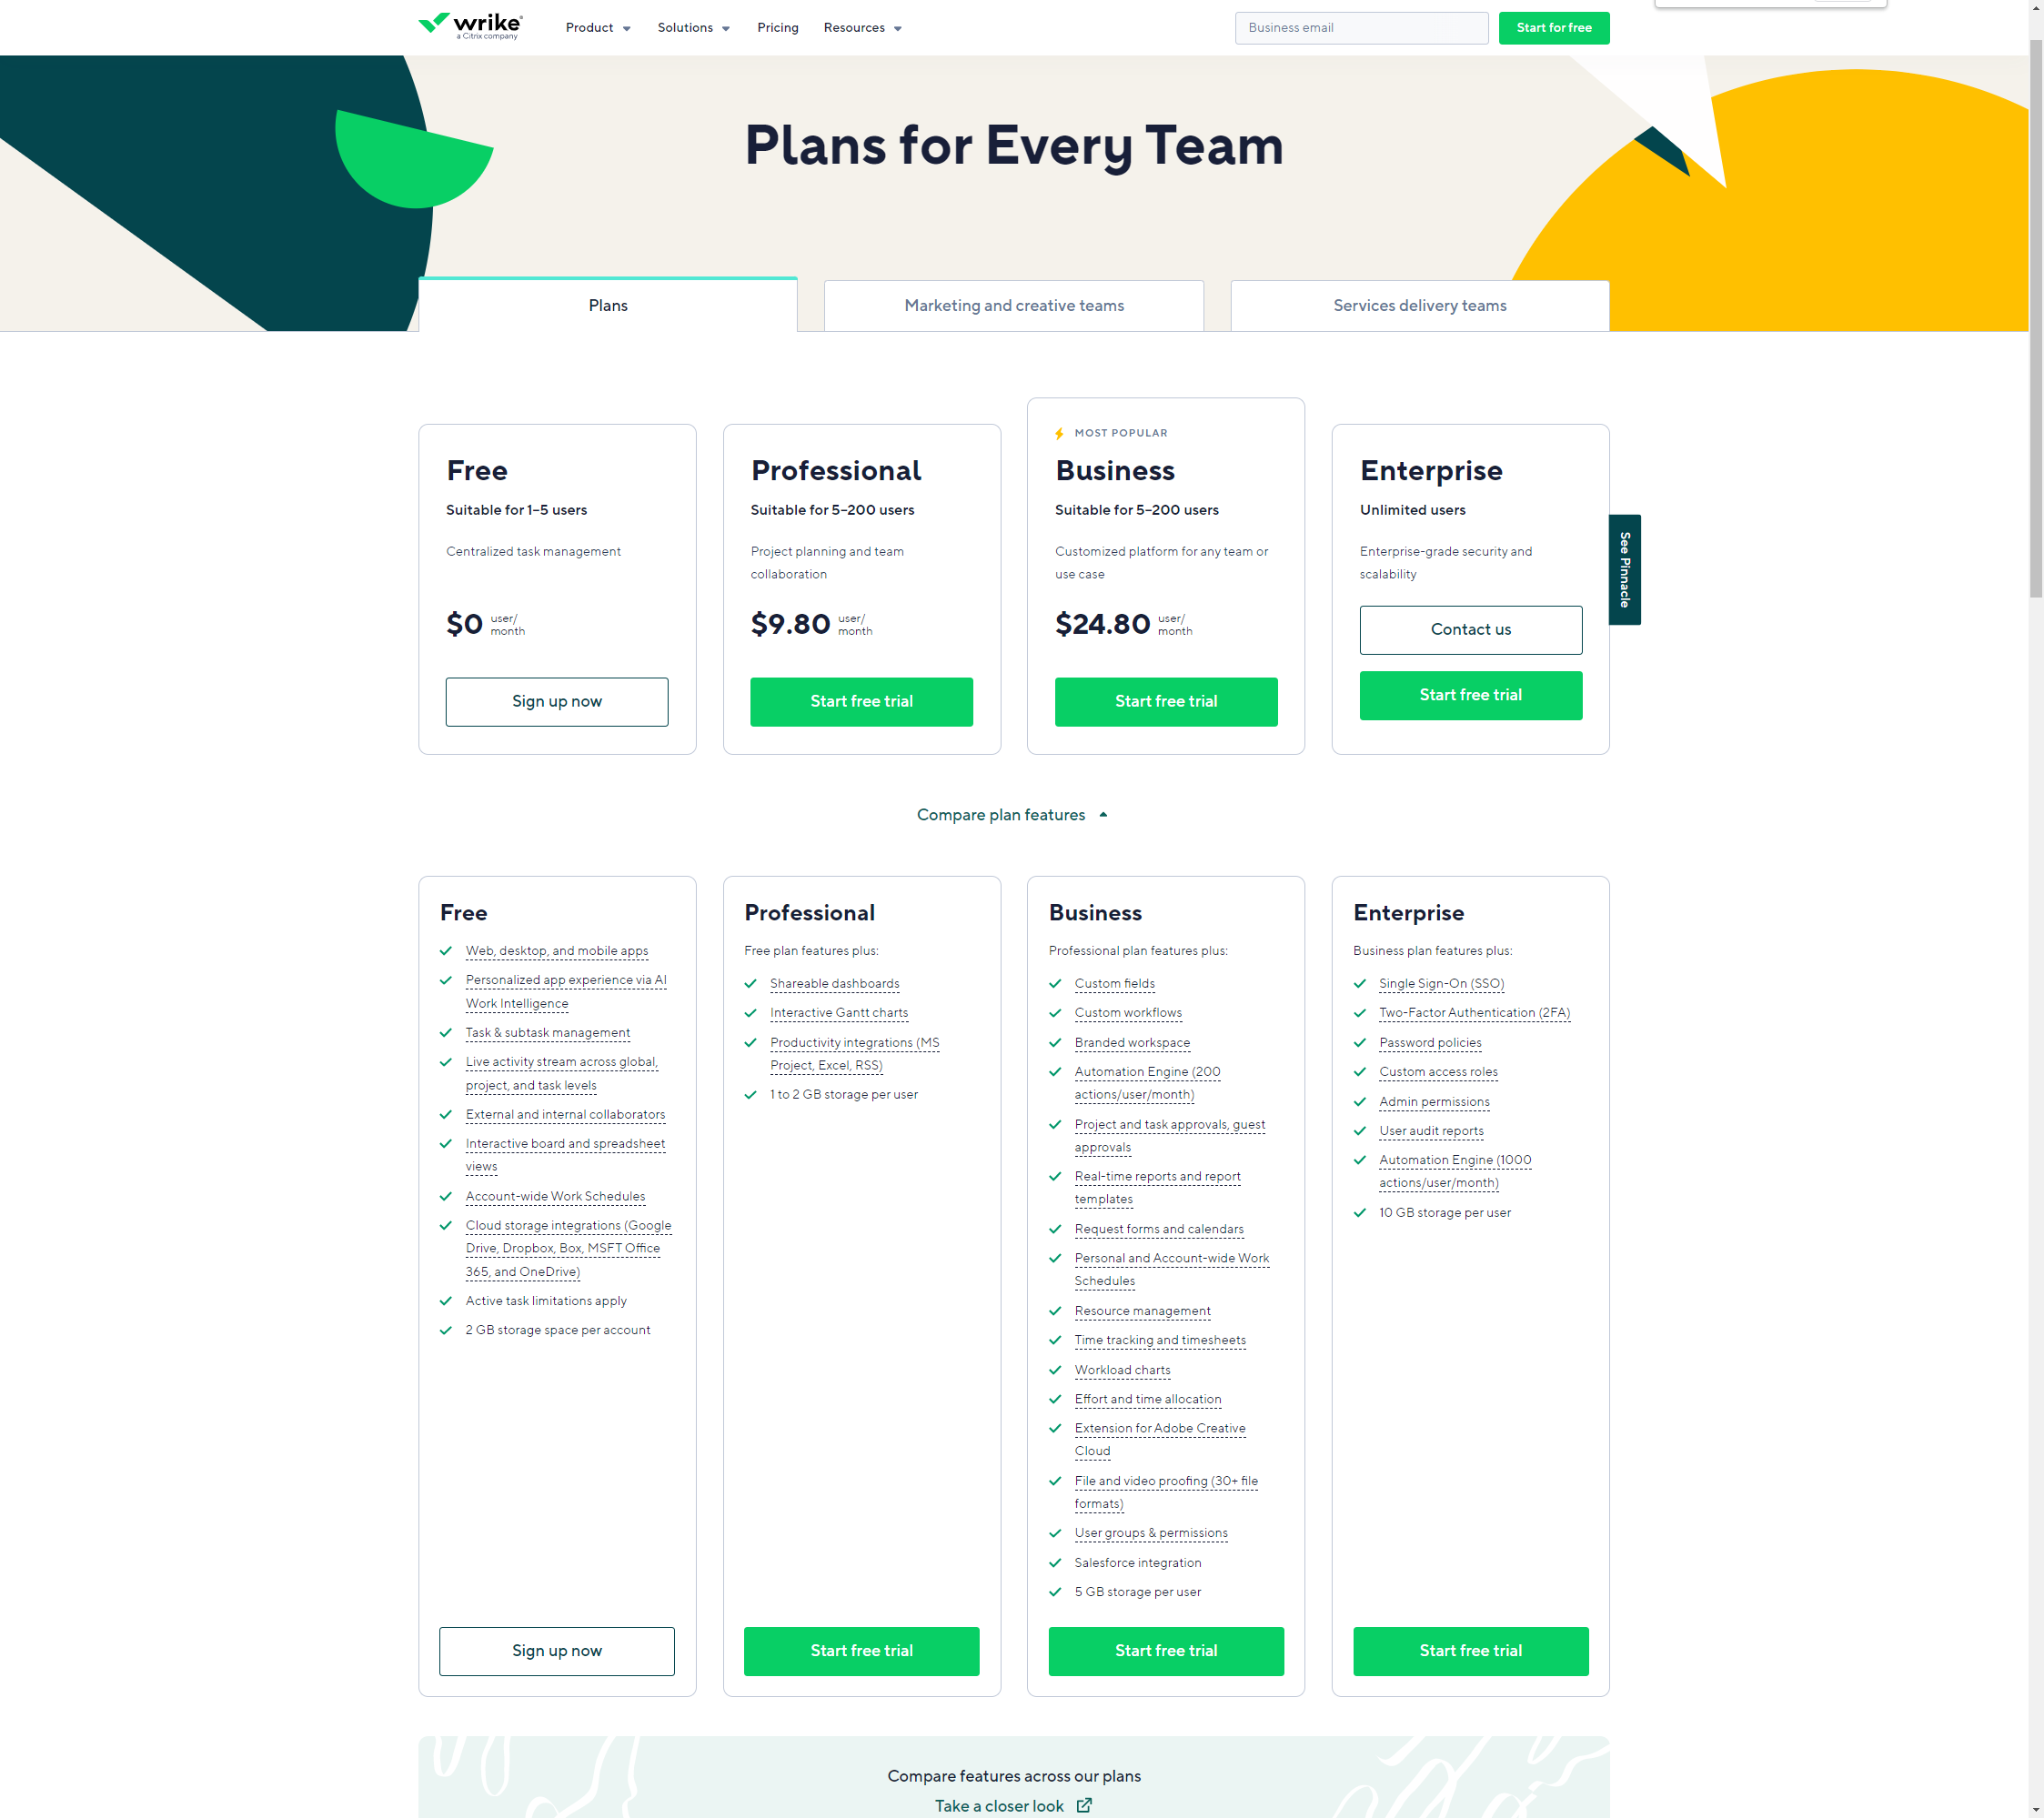 wrike
a Citrix company
Product
Solutions
Pricing
Resources
Business email
Start for free
Plans for Every Team
Plans
Marketing and creative teams
Services delivery teams
Free
Suitable for 1–5 users
Centralized task management
$0 user/
month
Sign up now
Professional
Suitable for 5–200 users
Project planning and team
collaboration
$9.80 user/
month
Start free trial
MOST POPULAR
Business
Suitable for 5–200 users
Customized platform for any team or
use case
$24.80 user/
month
Start free trial
Enterprise
Unlimited users
Enterprise-grade security and
scalability
Contact us
Start free trial
See Pinnacle
Compare plan features
Free
Web, desktop, and mobile apps
Personalized app experience via AI
Work Intelligence
Task & subtask management
Live activity stream across global,
project, and task levels
External and internal collaborators
Interactive board and spreadsheet
views
Account-wide Work Schedules
Cloud storage integrations (Google
Drive, Dropbox, Box, MSFT Office
365, and OneDrive)
Active task limitations apply
2 GB storage space per account
Sign up now
Professional
Free plan features plus:
Shareable dashboards
Interactive Gantt charts
Productivity integrations (MS
Project, Excel, RSS)
1 to 2 GB storage per user
Start free trial
Business
Professional plan features plus:
Custom fields
Custom workflows
Branded workspace
Automation Engine (200
actions/user/month)
Project and task approvals, guest
approvals
Real-time reports and report
templates
Request forms and calendars
Personal and Account-wide Work
Schedules
Resource management
Time tracking and timesheets
Workload charts
Effort and time allocation
Extension for Adobe Creative
Cloud
File and video proofing (30+ file
formats)
User groups & permissions
Salesforce integration
5 GB storage per user
Start free trial
Enterprise
Business plan features plus:
Single Sign-On (SSO)
Two-Factor Authentication (2FA)
Password policies
Custom access roles
Admin permissions
User audit reports
Automation Engine (1000
actions/user/month)
10 GB storage per user
Start free trial
Compare features across our plans
Take a closer look